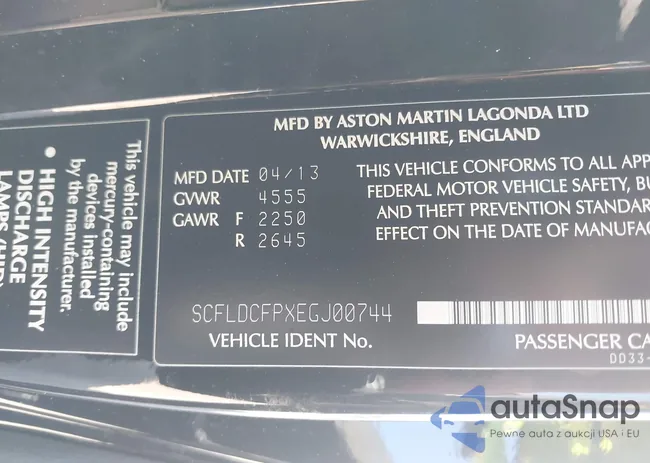 MFD BY ASTON MARTIN LAGONDA LTD
WARWICKSHIRE, ENGLAND
MFD DATE 04/13
GVWR 4555
GAWR F 2250
R 2645
THIS VEHICLE CONFORMS TO ALL APP
FEDERAL MOTOR VEHICLE SAFETY, BU
AND THEFT PREVENTION STANDAR
EFFECT ON THE DATE OF MANUFAC
SCFLDCFPXEGJ00744
VEHICLE IDENT No.
PASSENGER CA
DD33-
This vehicle may include
mercury-containing
devices installed
by the manufacturer.
• HIGH INTENSITY
DISCHARGE
LAMPS (HID)
autaSnap
Pewne auta z aukcji USA i EU